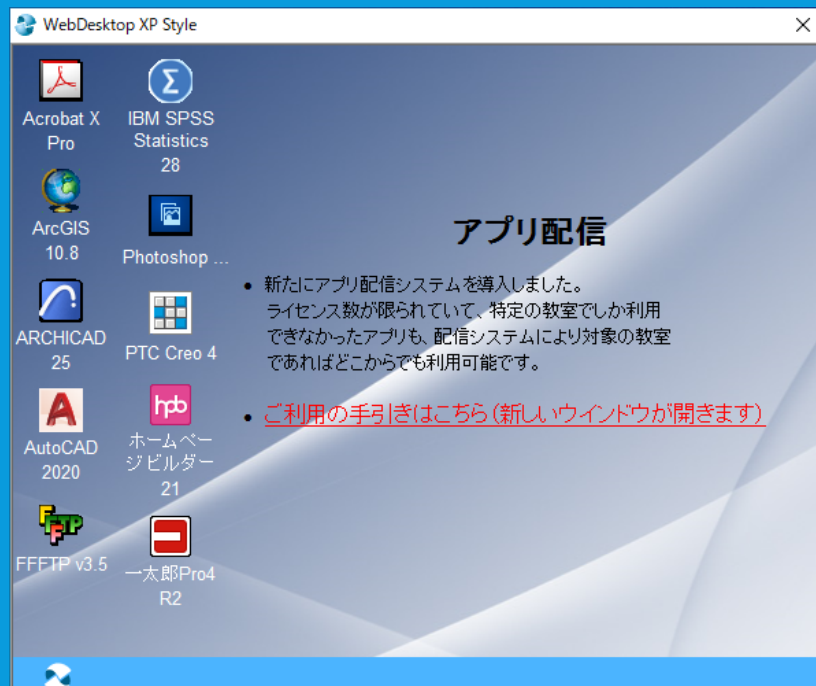 WebDesktop XP Style
Acrobat X
Pro
ArcGIS
10.8
ARCHICAD
25
AutoCAD
2020
FFFTP
FFFTP v3.5
IBM SPSS
Statistics
28
Photoshop ...
PTC Creo 4
hpb
ホームペー
ジビルダー
21
一太郎Pro4
R2
アプリ配信
• 新たにアプリ配信システムを導入しました。
ライセンス数が限られていて、特定の教室でしか利用
できなかったアプリも、配信システムにより対象の教室
であればどこからでも利用可能です。
• ご利用の手引きはこちら(新しいウインドウが開きます)